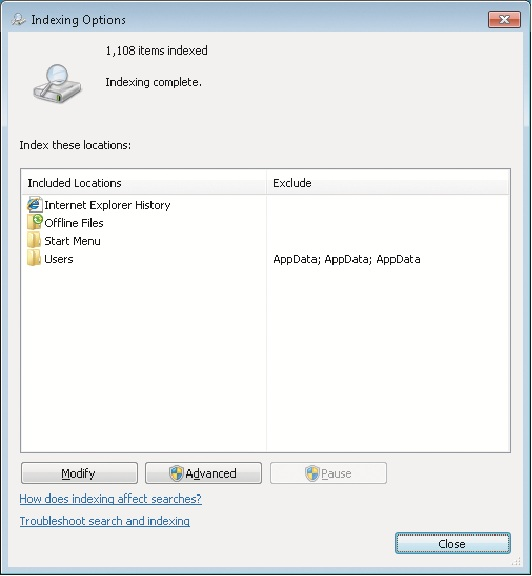 Indexing Options
1,108 items indexed
Indexing complete.
Index these locations:
Included Locations Exclude
Internet Explorer History
Offline Files
Start Menu
Users AppData; AppData; AppData
Modify Advanced Pause
How does indexing affect searches?
Troubleshoot search and indexing
Close